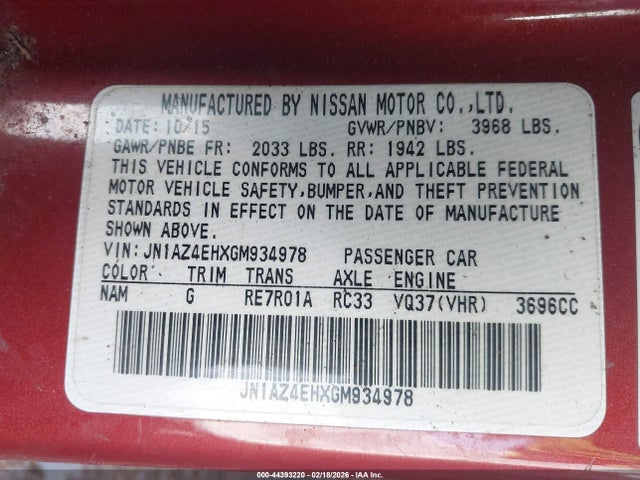 MANUFACTURED BY NISSAN MOTOR CO.,LTD.
DATE: 10/15 GVWR/PNBV: 3968 LBS.
GAWR/PNBE FR: 2033 LBS. RR: 1942 LBS.
THIS VEHICLE CONFORMS TO ALL APPLICABLE FEDERAL
MOTOR VEHICLE SAFETY,BUMPER,AND THEFT PREVENTION
STANDARDS IN EFFECT ON THE DATE OF MANUFACTURE
SHOWN ABOVE.
VIN:JN1AZ4EHXGM934978 PASSENGER CAR
COLOR TRIM TRANS AXLE ENGINE
NAM G RE7R01A RC33 VQ37(VHR) 3696CC
JN1AZ4EHXGM934978
000-44393220 - 02/18/2026 - IAA Inc.